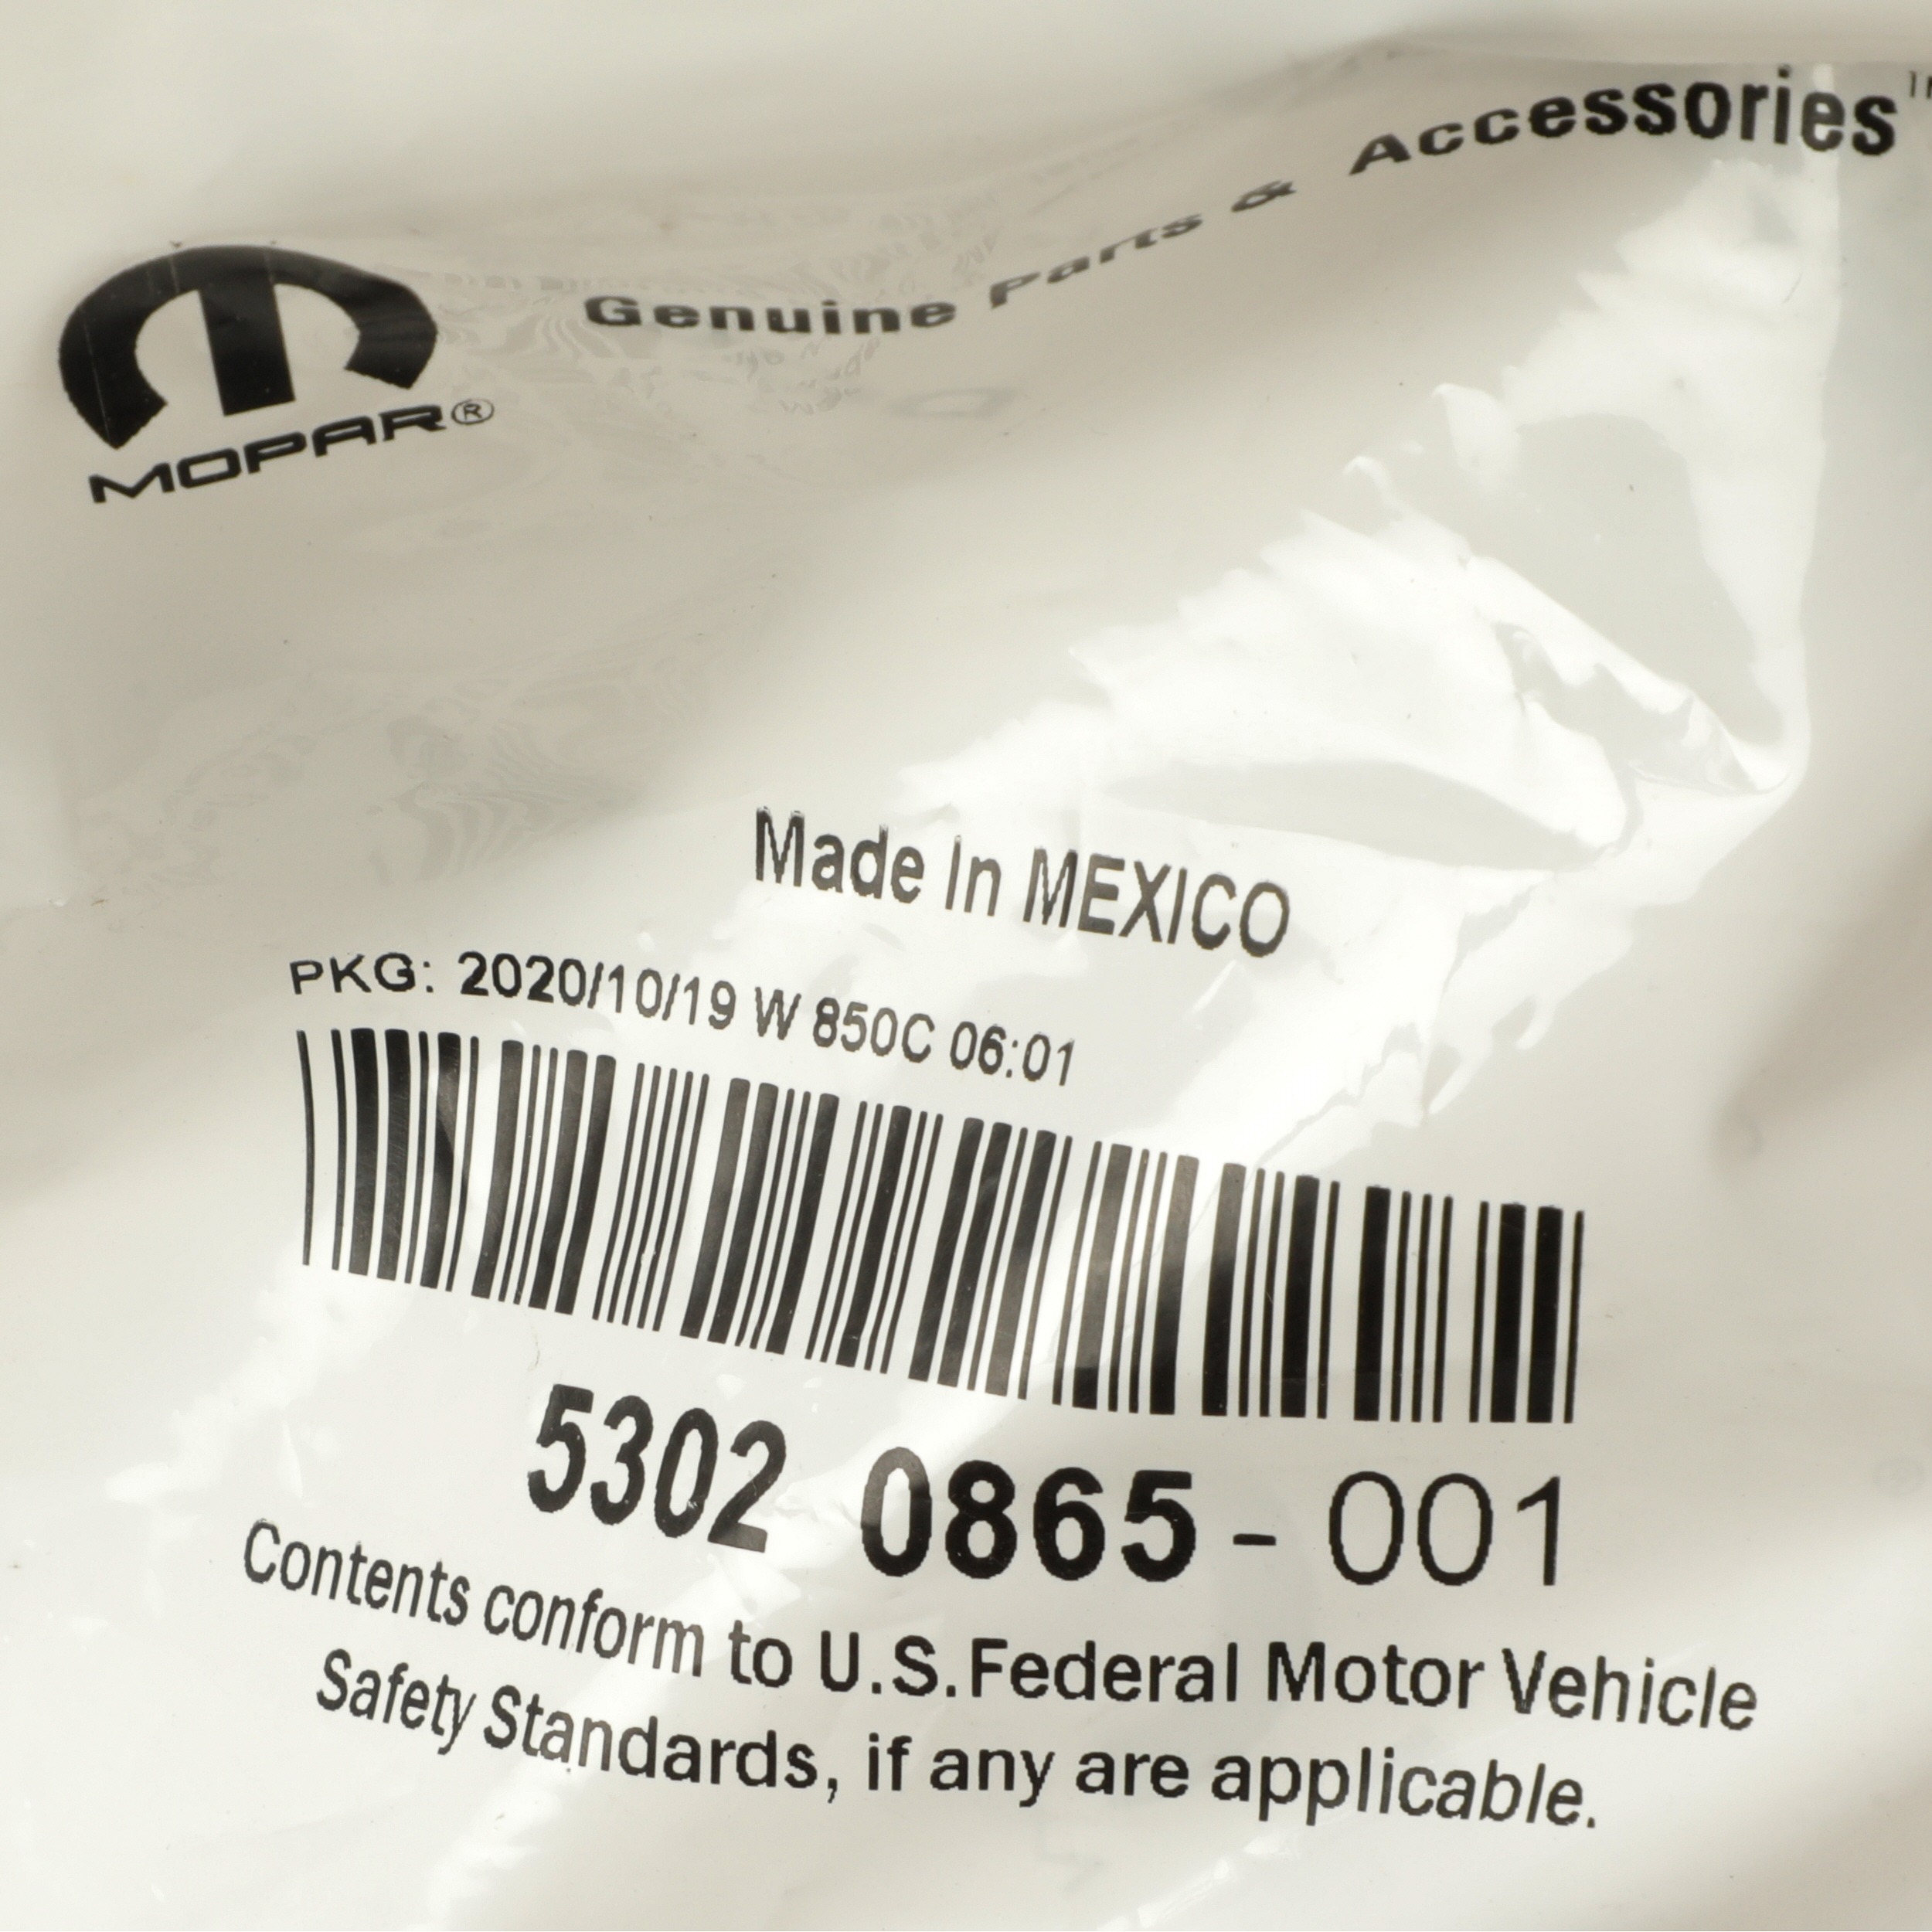 Genuine Parts & Accessories
MOPAR®
Made In MEXICO
PKG: 2020/10/19 W 850C 06:01
5302 0865-001
Contents conform to U.S.Federal Motor Vehicle
Safety Standards, if any are applicable.